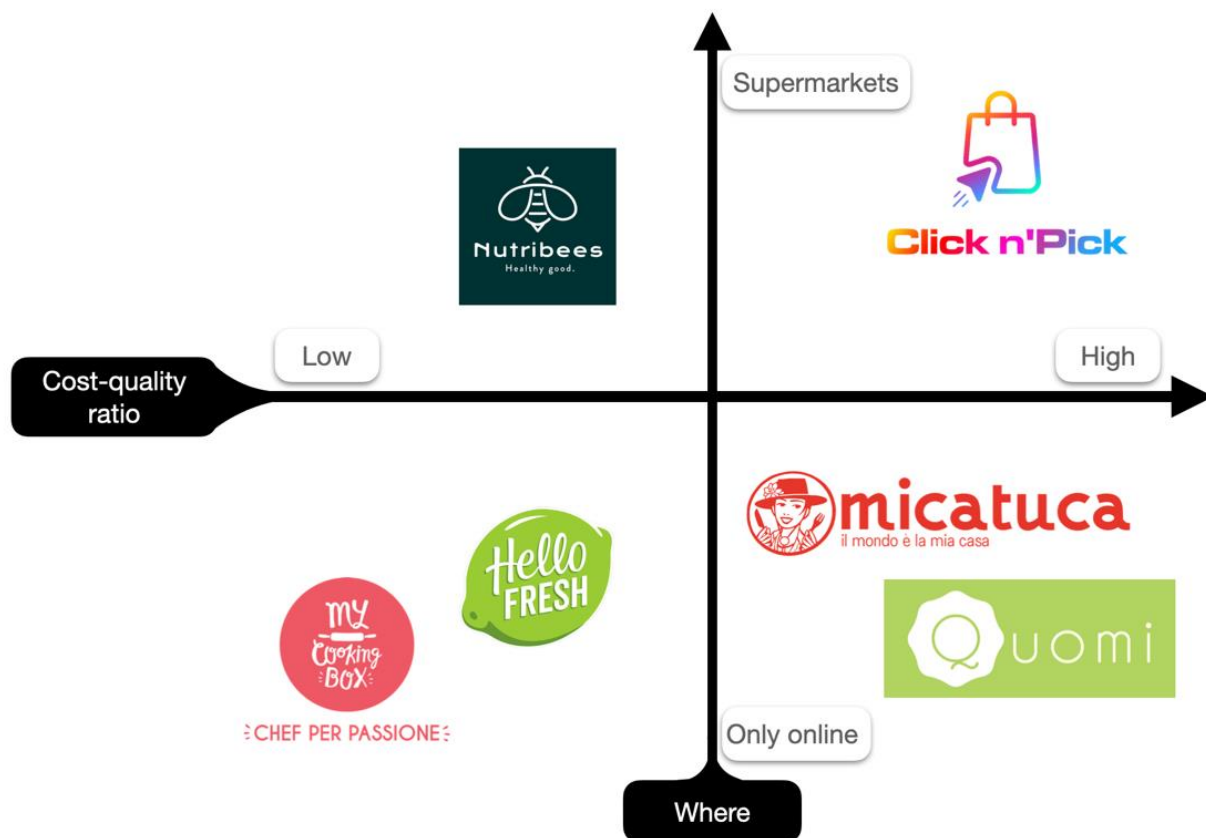 Supermarkets
Nutribees
Healthy good.
Click n'Pick
Low
High
Cost-quality
ratio
micatuca
il mondo è la mia casa
Hello
FRESH
MY
Cooking
BOX
CHEF PER PASSIONE
Quomi
Only online
Where